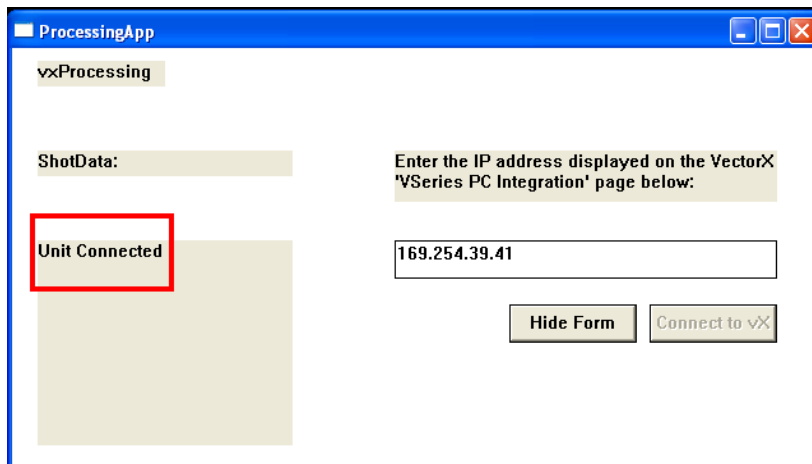 ProcessingApp
vxProcessing
ShotData:
Enter the IP address displayed on the VectorX
'VSeries PC Integration' page below:
Unit Connected
169.254.39.41
Hide Form
Connect to vX